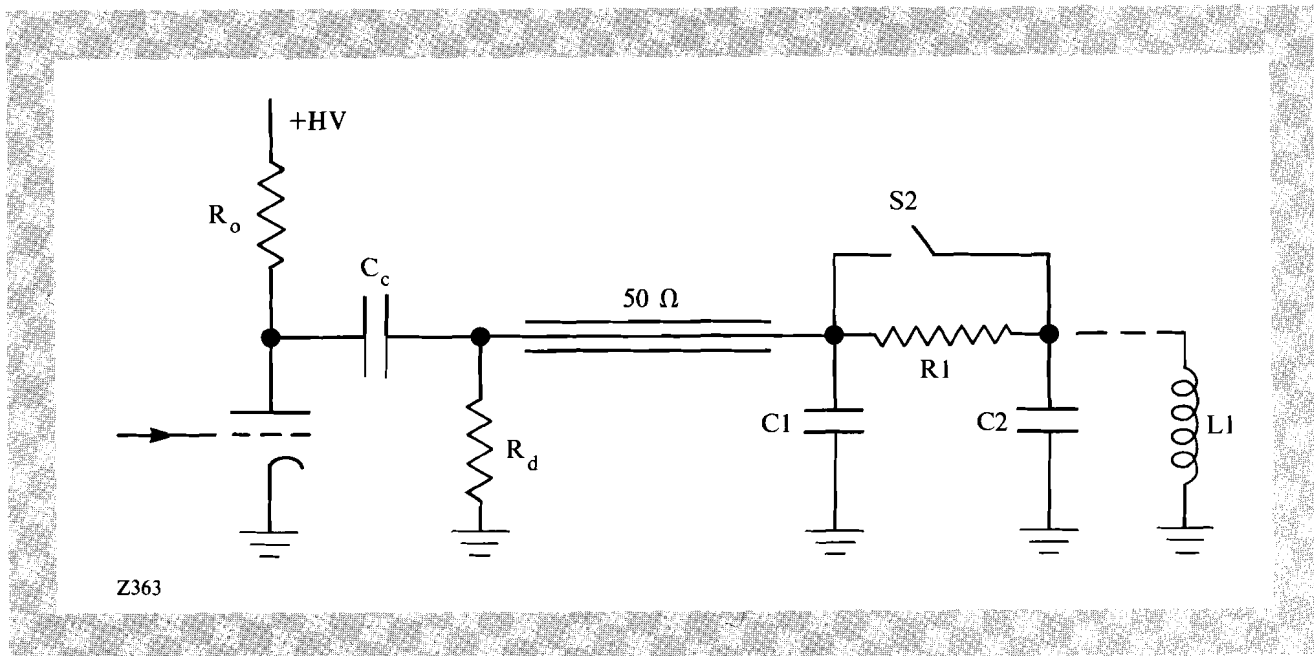 +HV
R_o
C_c
50 Ω
S2
R_d
C1
R1
C2
L1
Z363